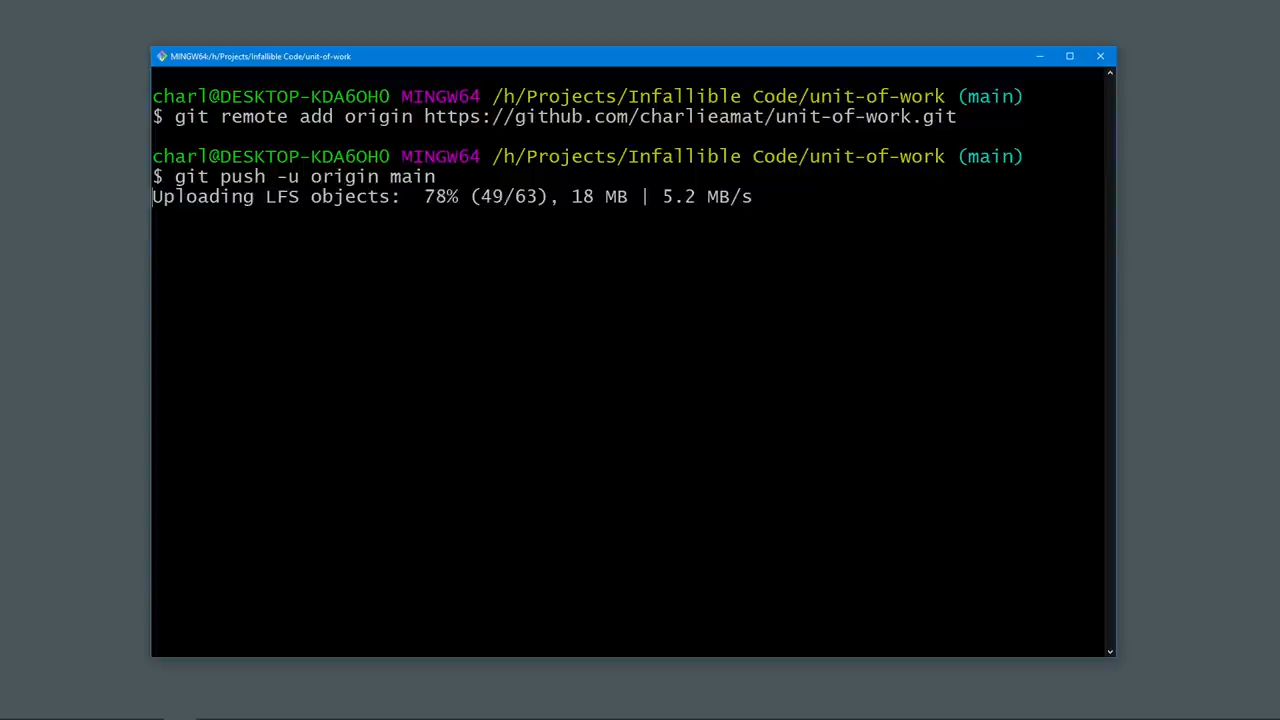 MINGW64:/h/Projects/Infallible Code/unit-of-work
charl@DESKTOP-KDA6OHO MINGW64 /h/Projects/Infallible Code/unit-of-work (main)
$ git remote add origin https://github.com/charlieamat/unit-of-work.git
charl@DESKTOP-KDA6OHO MINGW64 /h/Projects/Infallible Code/unit-of-work (main)
$ git push -u origin main
Uploading LFS objects:  78% (49/63), 18 MB | 5.2 MB/s